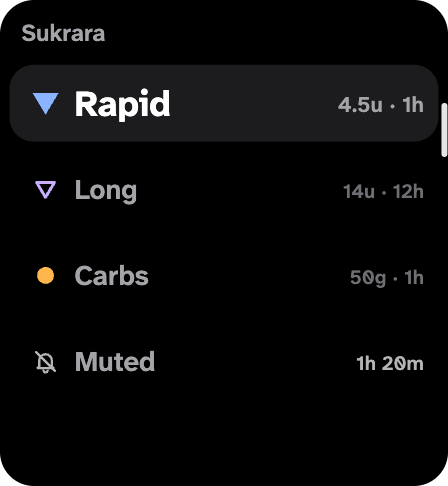 Sukrara
Rapid 4.5u · 1h
Long 14u · 12h
Carbs 50g · 1h
Muted 1h 20m